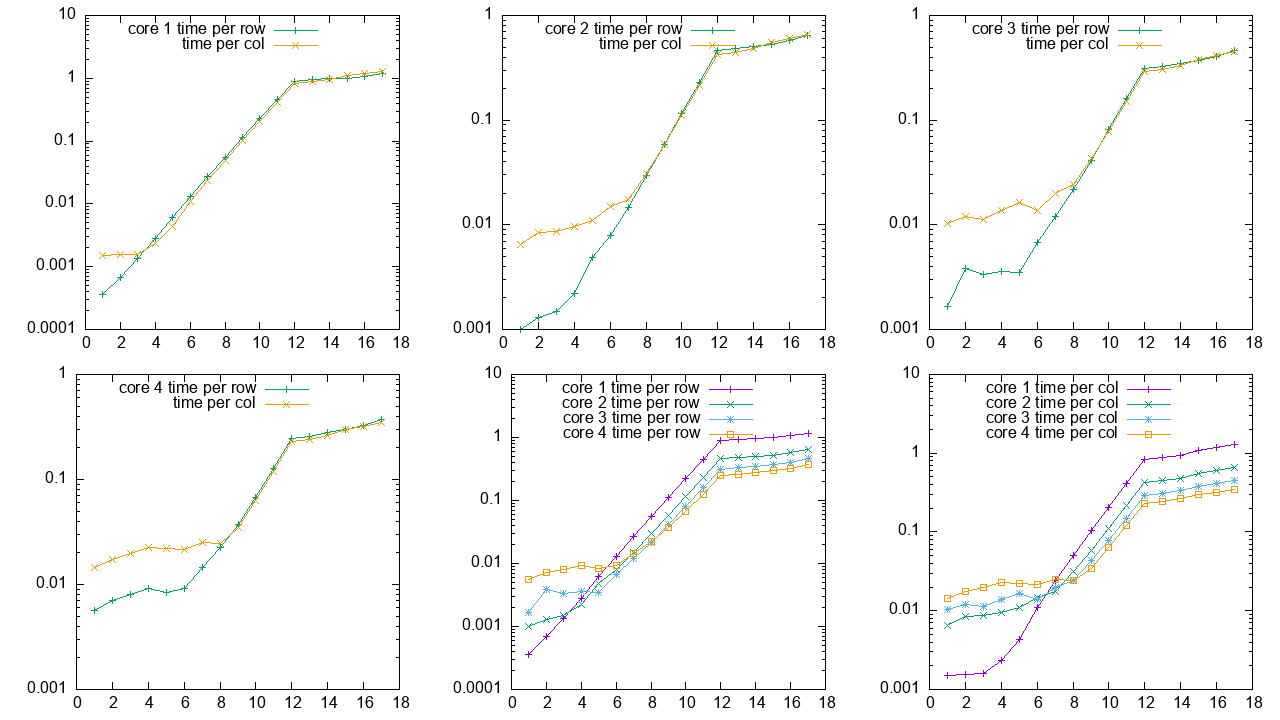 core 1 time per row
time per col
10
1
0.1
0.01
0.001
0.0001
0 2 4 6 8 10 12 14 16 18
core 2 time per row
time per col
1
0.1
0.01
0.001
0 2 4 6 8 10 12 14 16 18
core 3 time per row
time per col
1
0.1
0.01
0.001
0 2 4 6 8 10 12 14 16 18
core 4 time per row
time per col
1
0.1
0.01
0.001
0 2 4 6 8 10 12 14 16 18
core 1 time per row
core 2 time per row
core 3 time per row
core 4 time per row
10
1
0.1
0.01
0.001
0.0001
0 2 4 6 8 10 12 14 16 18
core 1 time per col
core 2 time per col
core 3 time per col
core 4 time per col
10
1
0.1
0.01
0.001
0 2 4 6 8 10 12 14 16 18